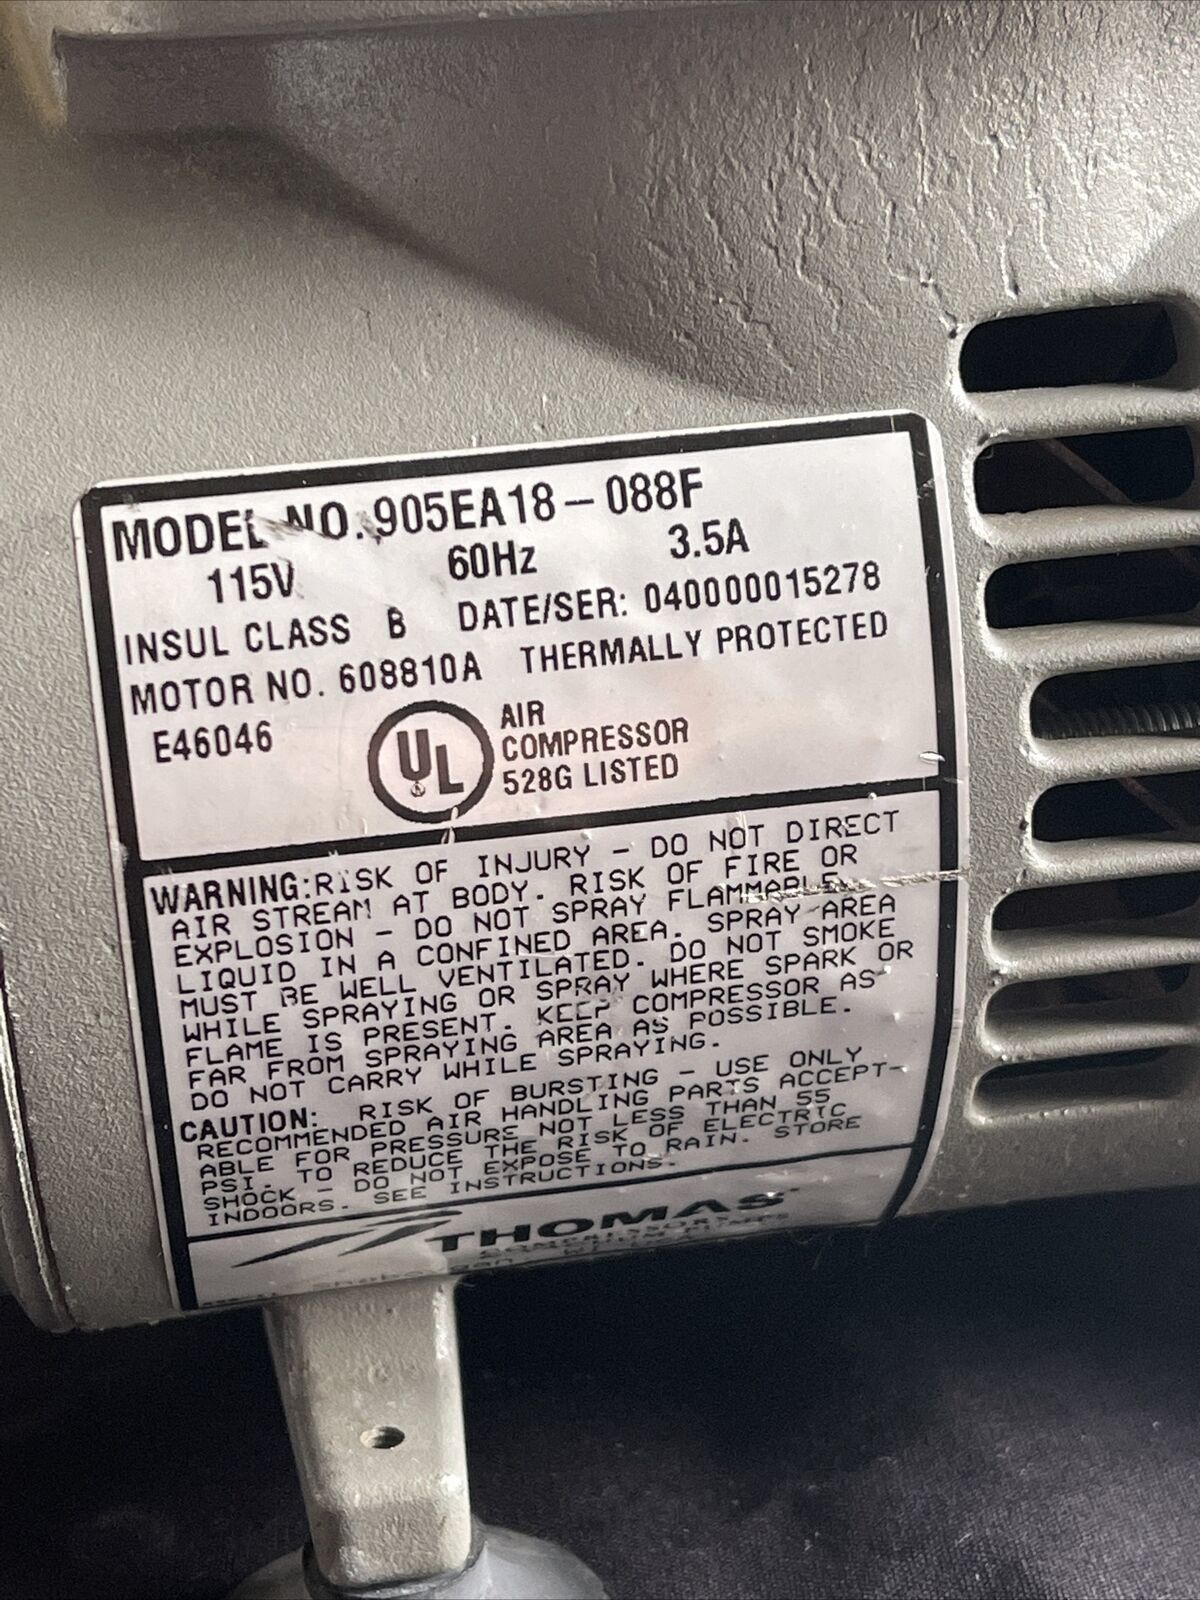 MODEL NO. 905EA18-088F
115V 60Hz 3.5A
INSUL CLASS B DATE/SER: 040000015278
MOTOR NO. 608810A THERMALLY PROTECTED
E46046
UL
AIR
COMPRESSOR
528G LISTED
WARNING: RISK OF INJURY - DO NOT DIRECT
AIR STREAM AT BODY. RISK OF FIRE OR
EXPLOSION - DO NOT SPRAY FLAMMABLE
LIQUID IN A CONFINED AREA. SPRAY AREA
MUST BE WELL VENTILATED. DO NOT SMOKE
WHILE SPRAYING OR SPRAY WHERE SPARK OR
FLAME IS PRESENT. KEEP COMPRESSOR AS
FAR FROM SPRAYING AREA AS POSSIBLE.
DO NOT CARRY WHILE SPRAYING.
CAUTION: RISK OF BURSTING - USE ONLY
RECOMMENDED AIR HANDLING PARTS ACCEPT-
ABLE FOR PRESSURE NOT LESS THAN 55
PSI. TO REDUCE THE RISK OF ELECTRIC
SHOCK - DO NOT EXPOSE TO RAIN. STORE
INDOORS. SEE INSTRUCTIONS.
THOMAS
COMPRESSORS